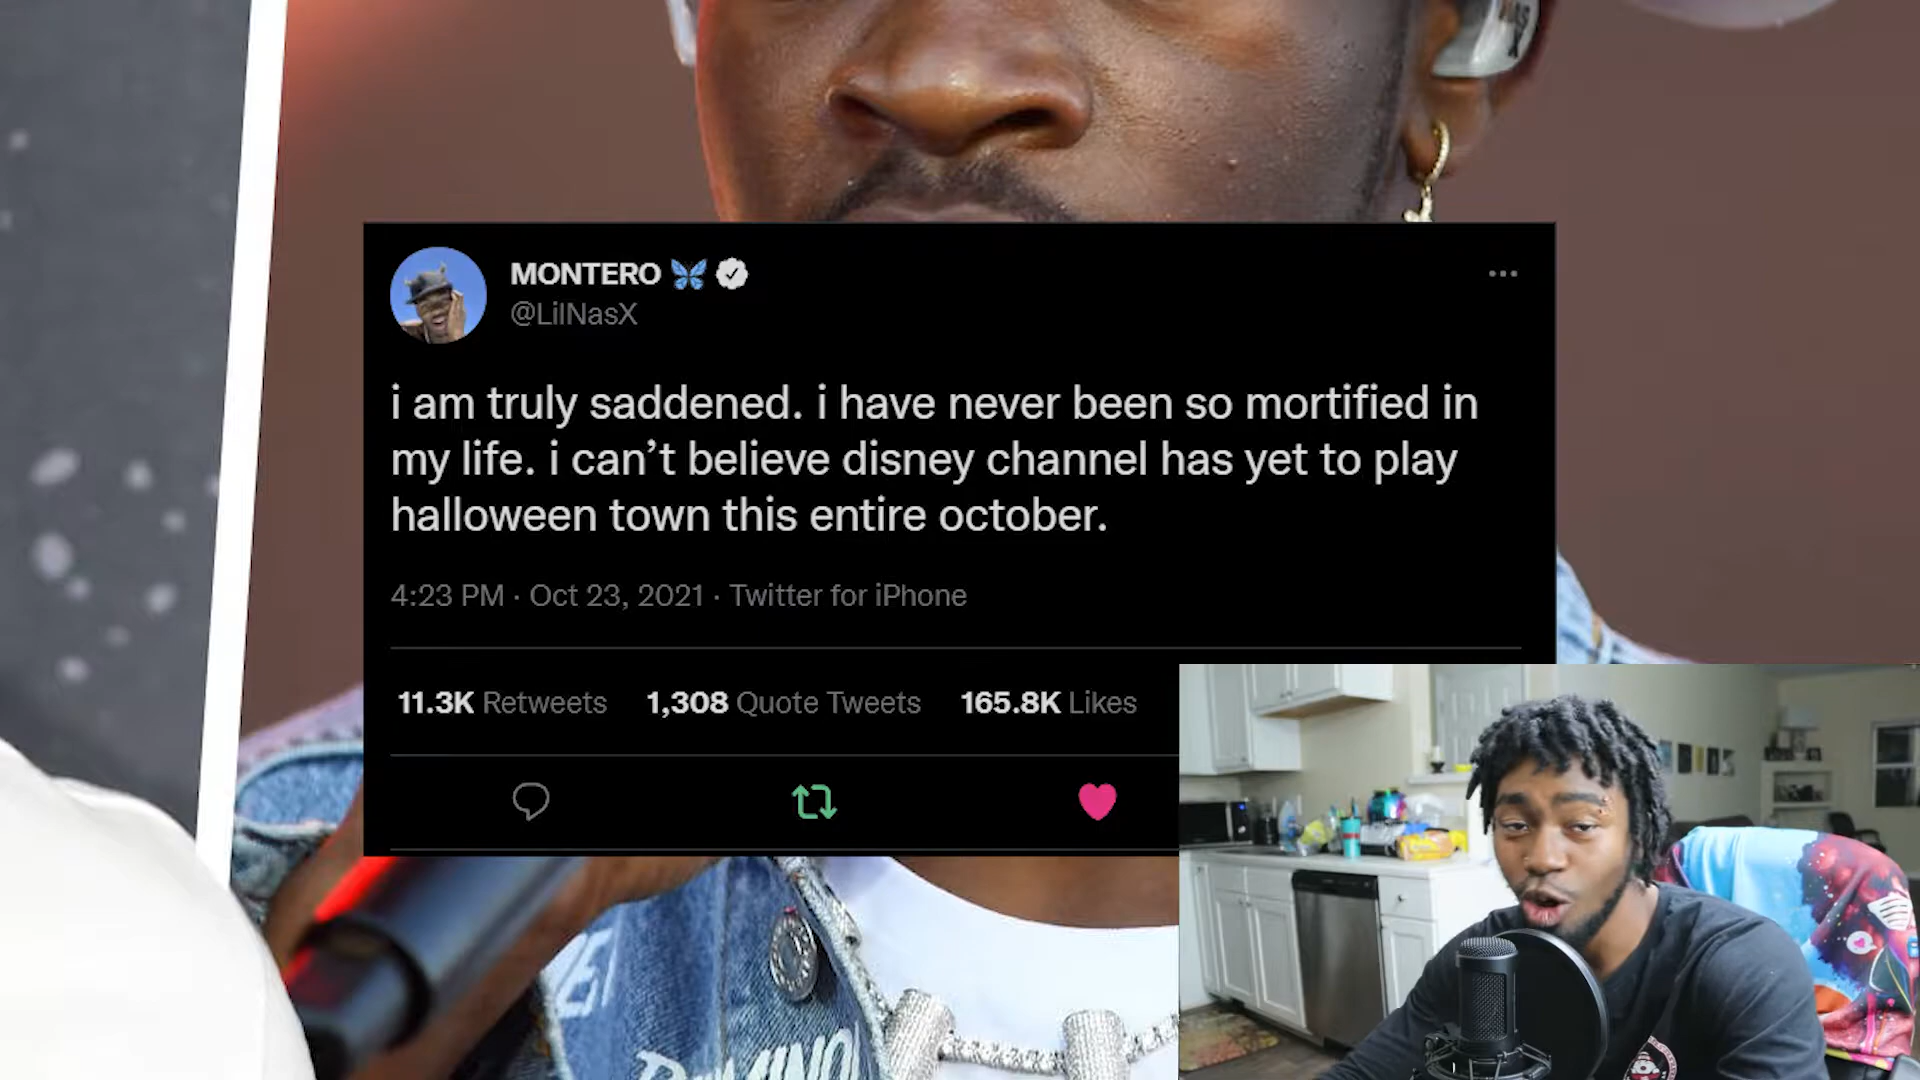 MONTERO 🦋
@LilNasX
i am truly saddened. i have never been so mortified in
my life. i can’t believe disney channel has yet to play
halloween town this entire october.
4:23 PM · Oct 23, 2021 · Twitter for iPhone
11.3K Retweets 1,308 Quote Tweets 165.8K Likes